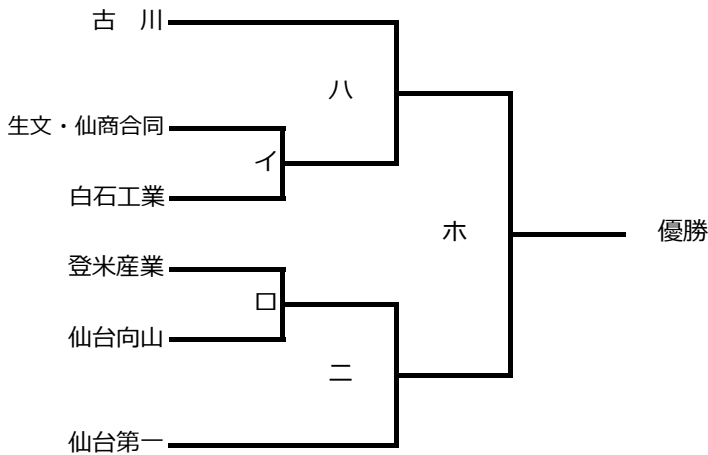 古　川
ハ
生文・仙商合同
イ
白石工業
ホ
優勝
登米産業
ロ
仙台向山
ニ
仙台第一